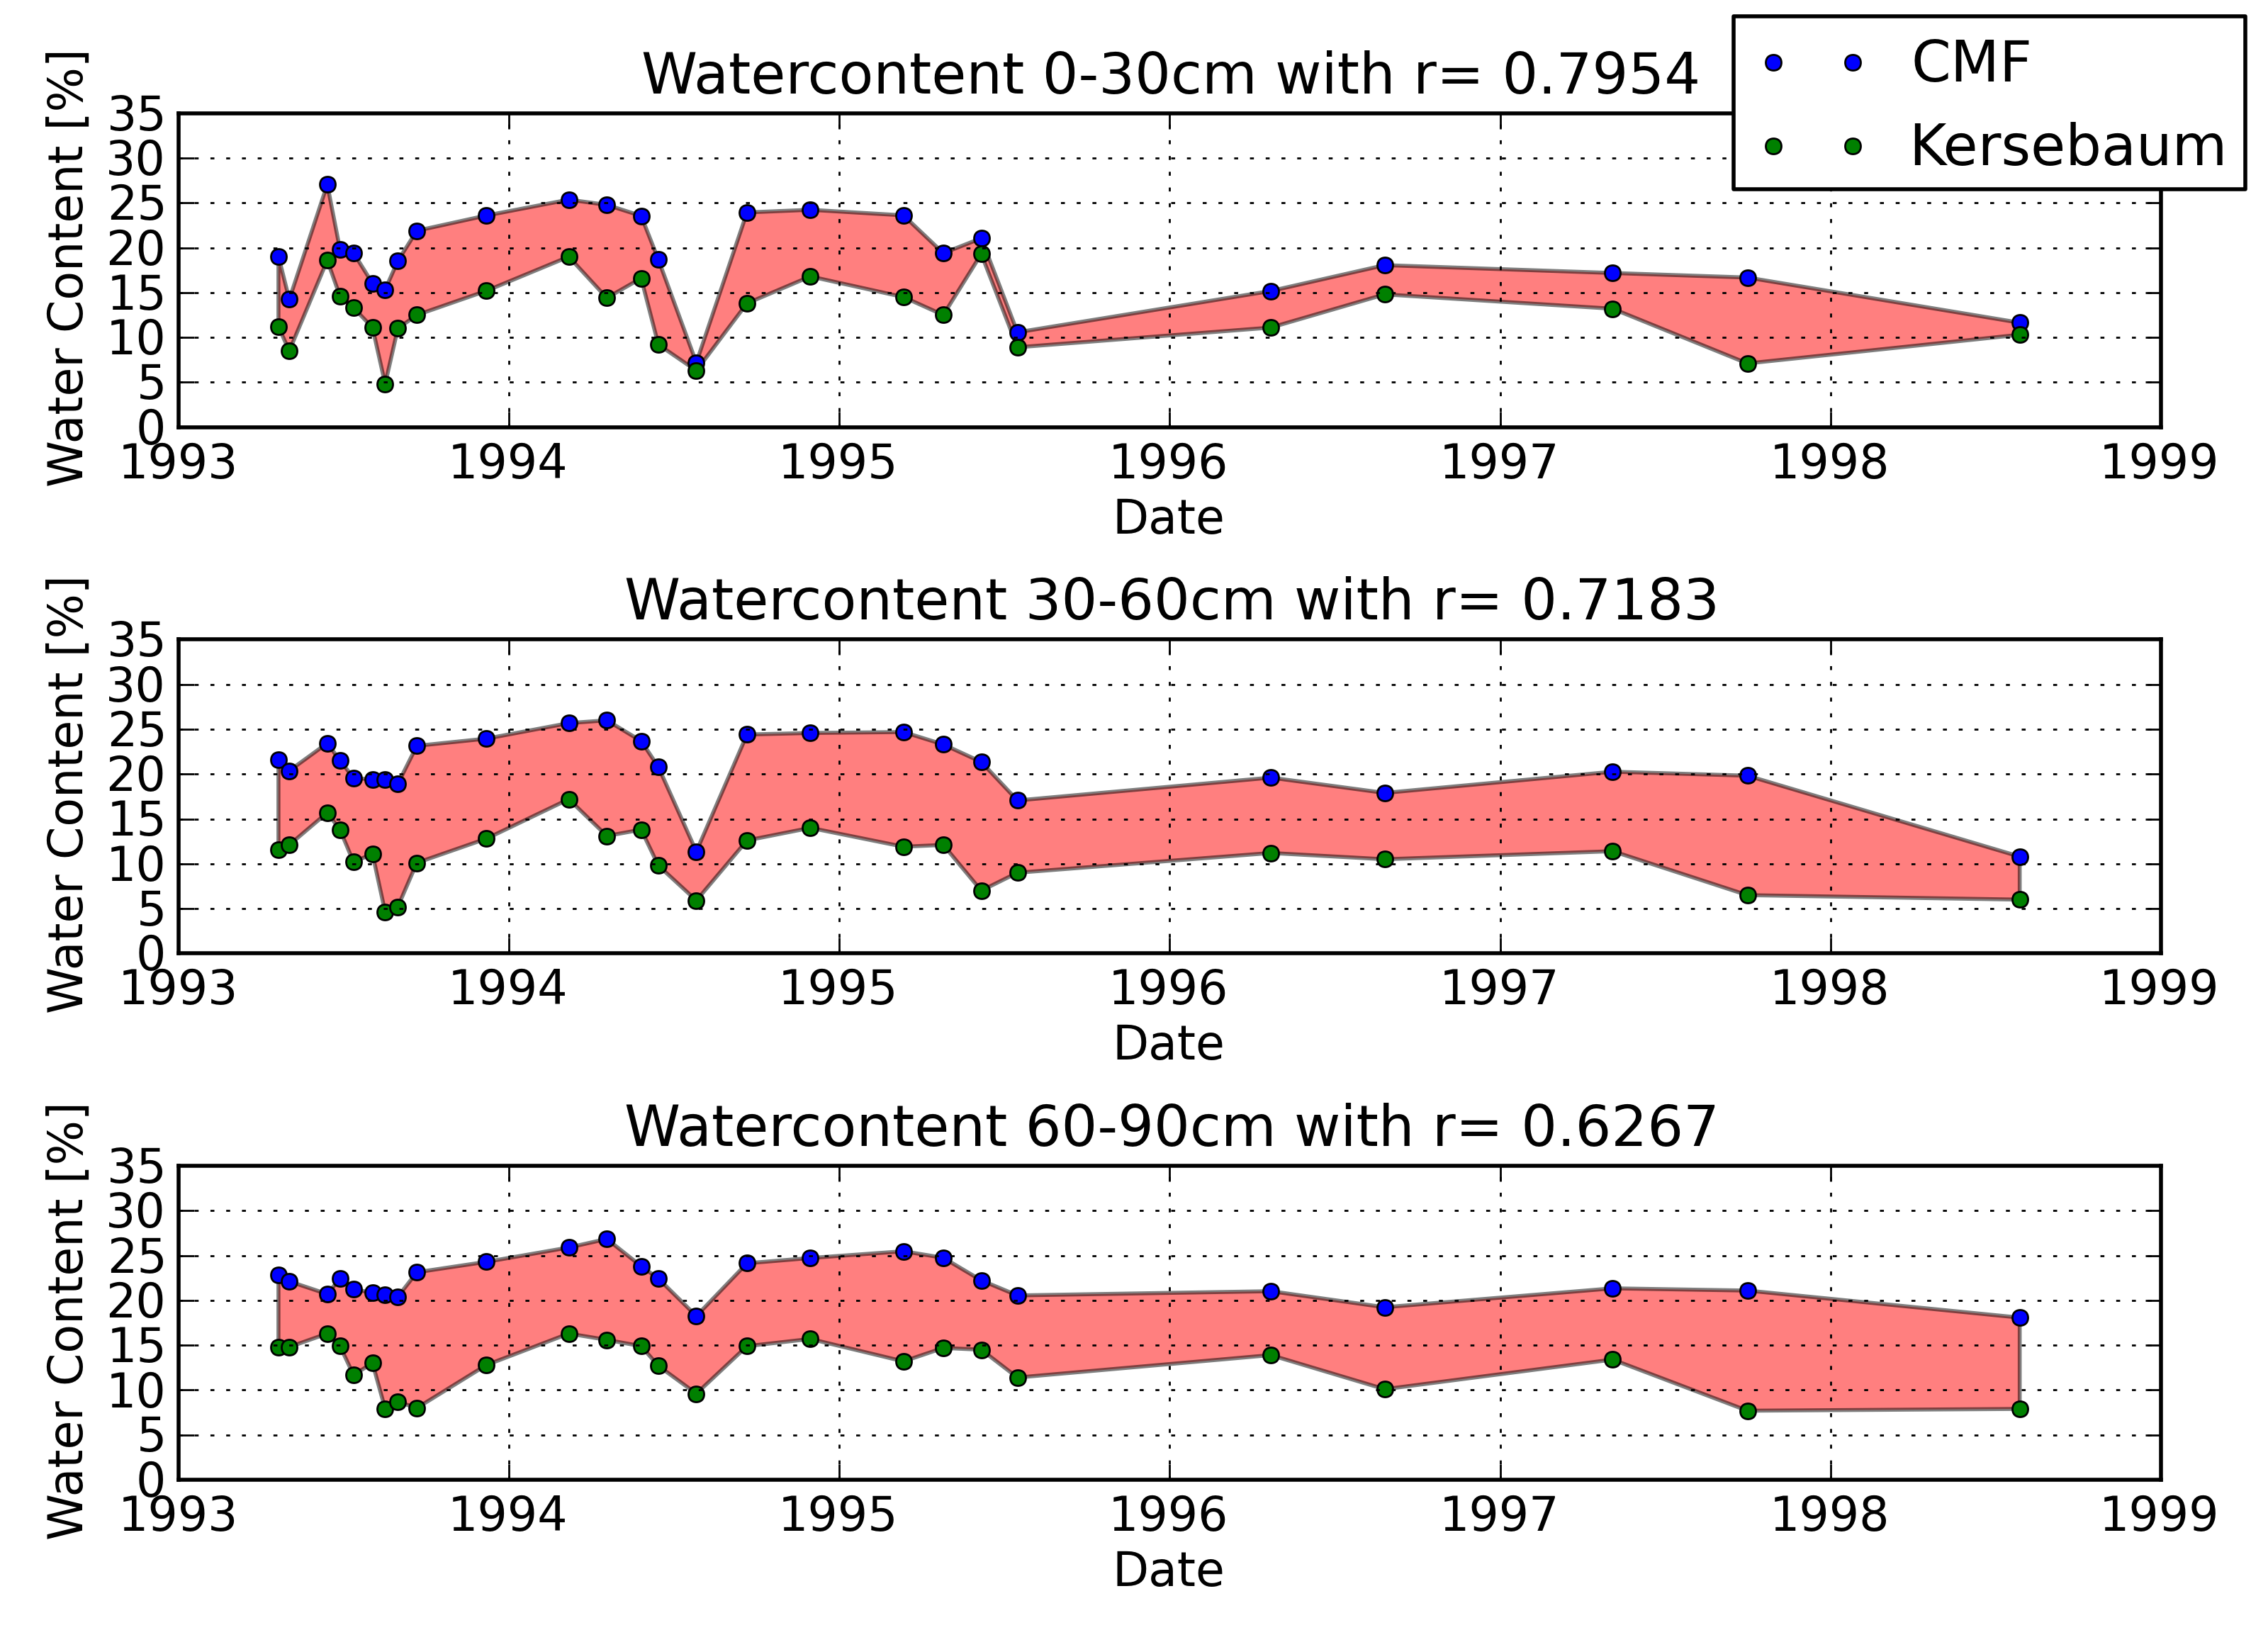 Watercontent 0-30cm with r= 0.7954
CMF
Kersebaum
Water Content [%]
35
30
25
20
15
10
5
0
1993 1994 1995 1996 1997 1998 1999
Date
Watercontent 30-60cm with r= 0.7183
Water Content [%]
35
30
25
20
15
10
5
0
1993 1994 1995 1996 1997 1998 1999
Date
Watercontent 60-90cm with r= 0.6267
Water Content [%]
35
30
25
20
15
10
5
0
1993 1994 1995 1996 1997 1998 1999
Date